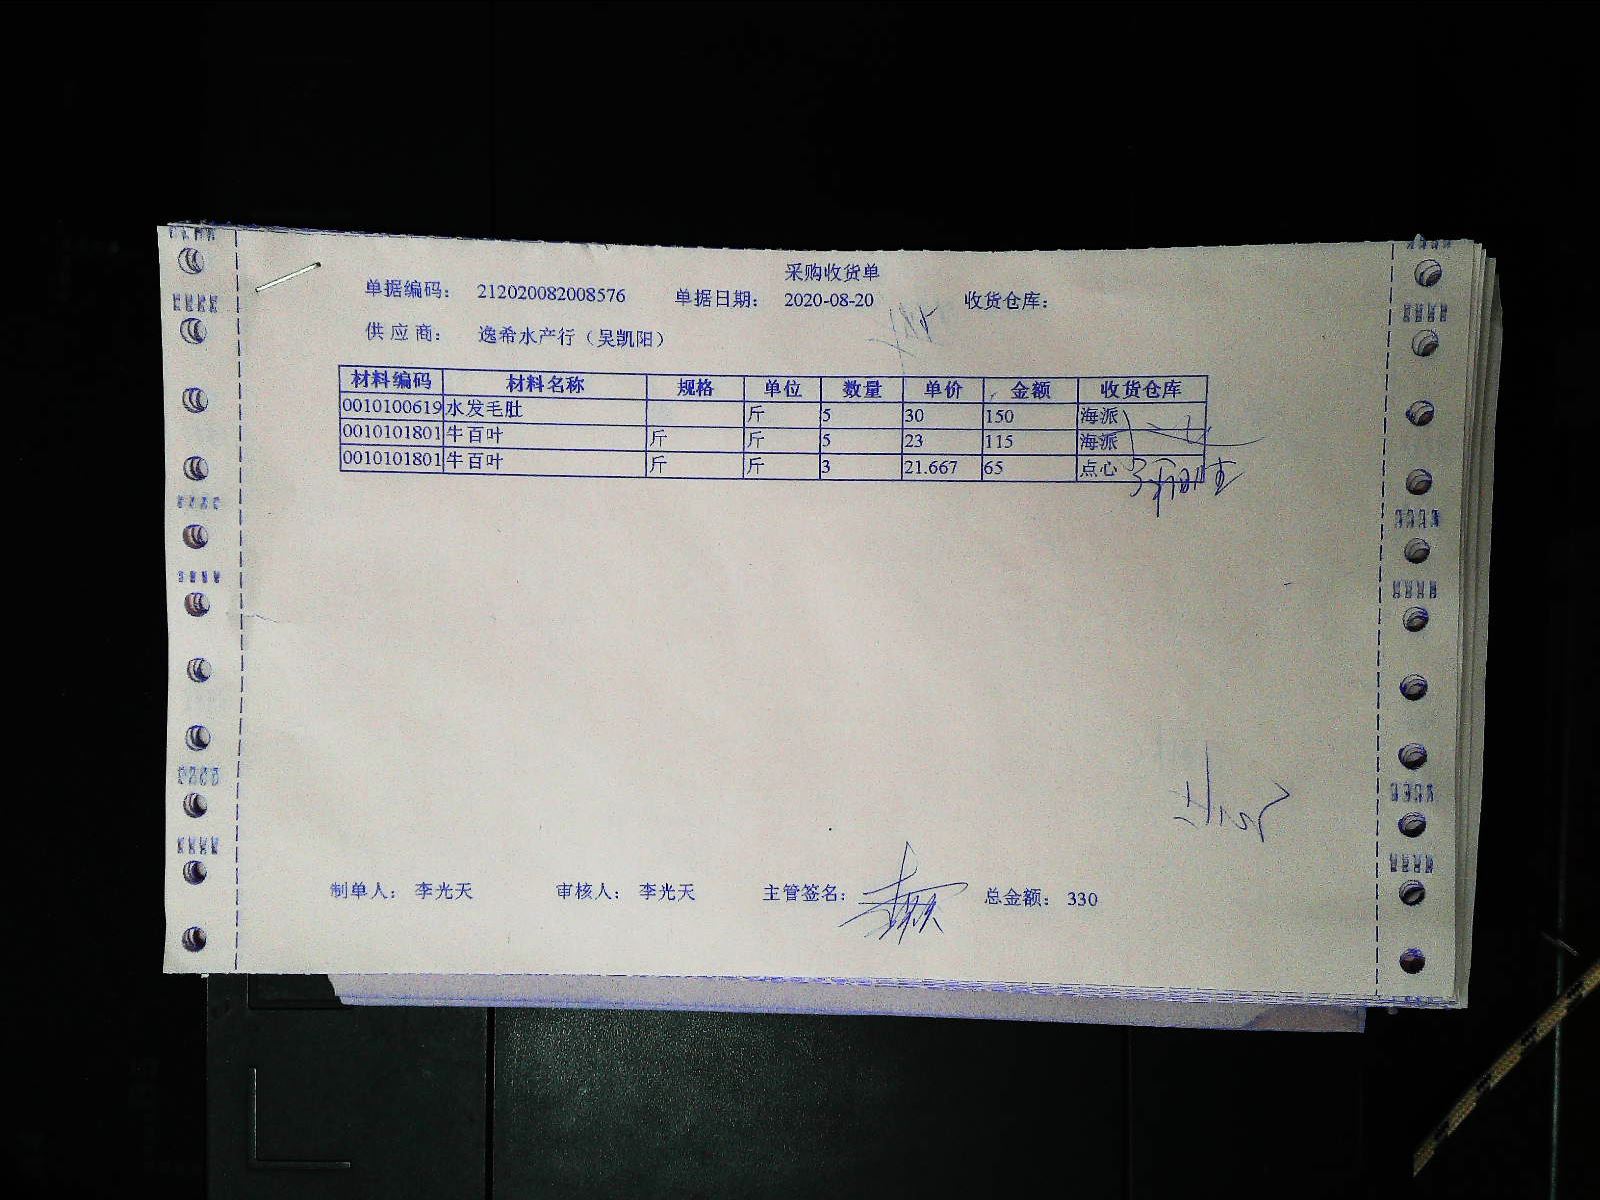 采购收货单
单据编码： 212020082008576 单据日期： 2020-08-20 收货仓库：
供 应 商： 逸希水产行（吴凯阳）
材料编码 材料名称 规格 单位 数量 单价 金额 收货仓库
0010100619 水发毛肚 斤 5 30 150 海派
0010101801 牛百叶 斤 斤 5 23 115 海派
0010101801 牛百叶 斤 斤 3 21.667 65 点心
制单人： 李光天 审核人： 李光天 主管签名： 总金额： 330